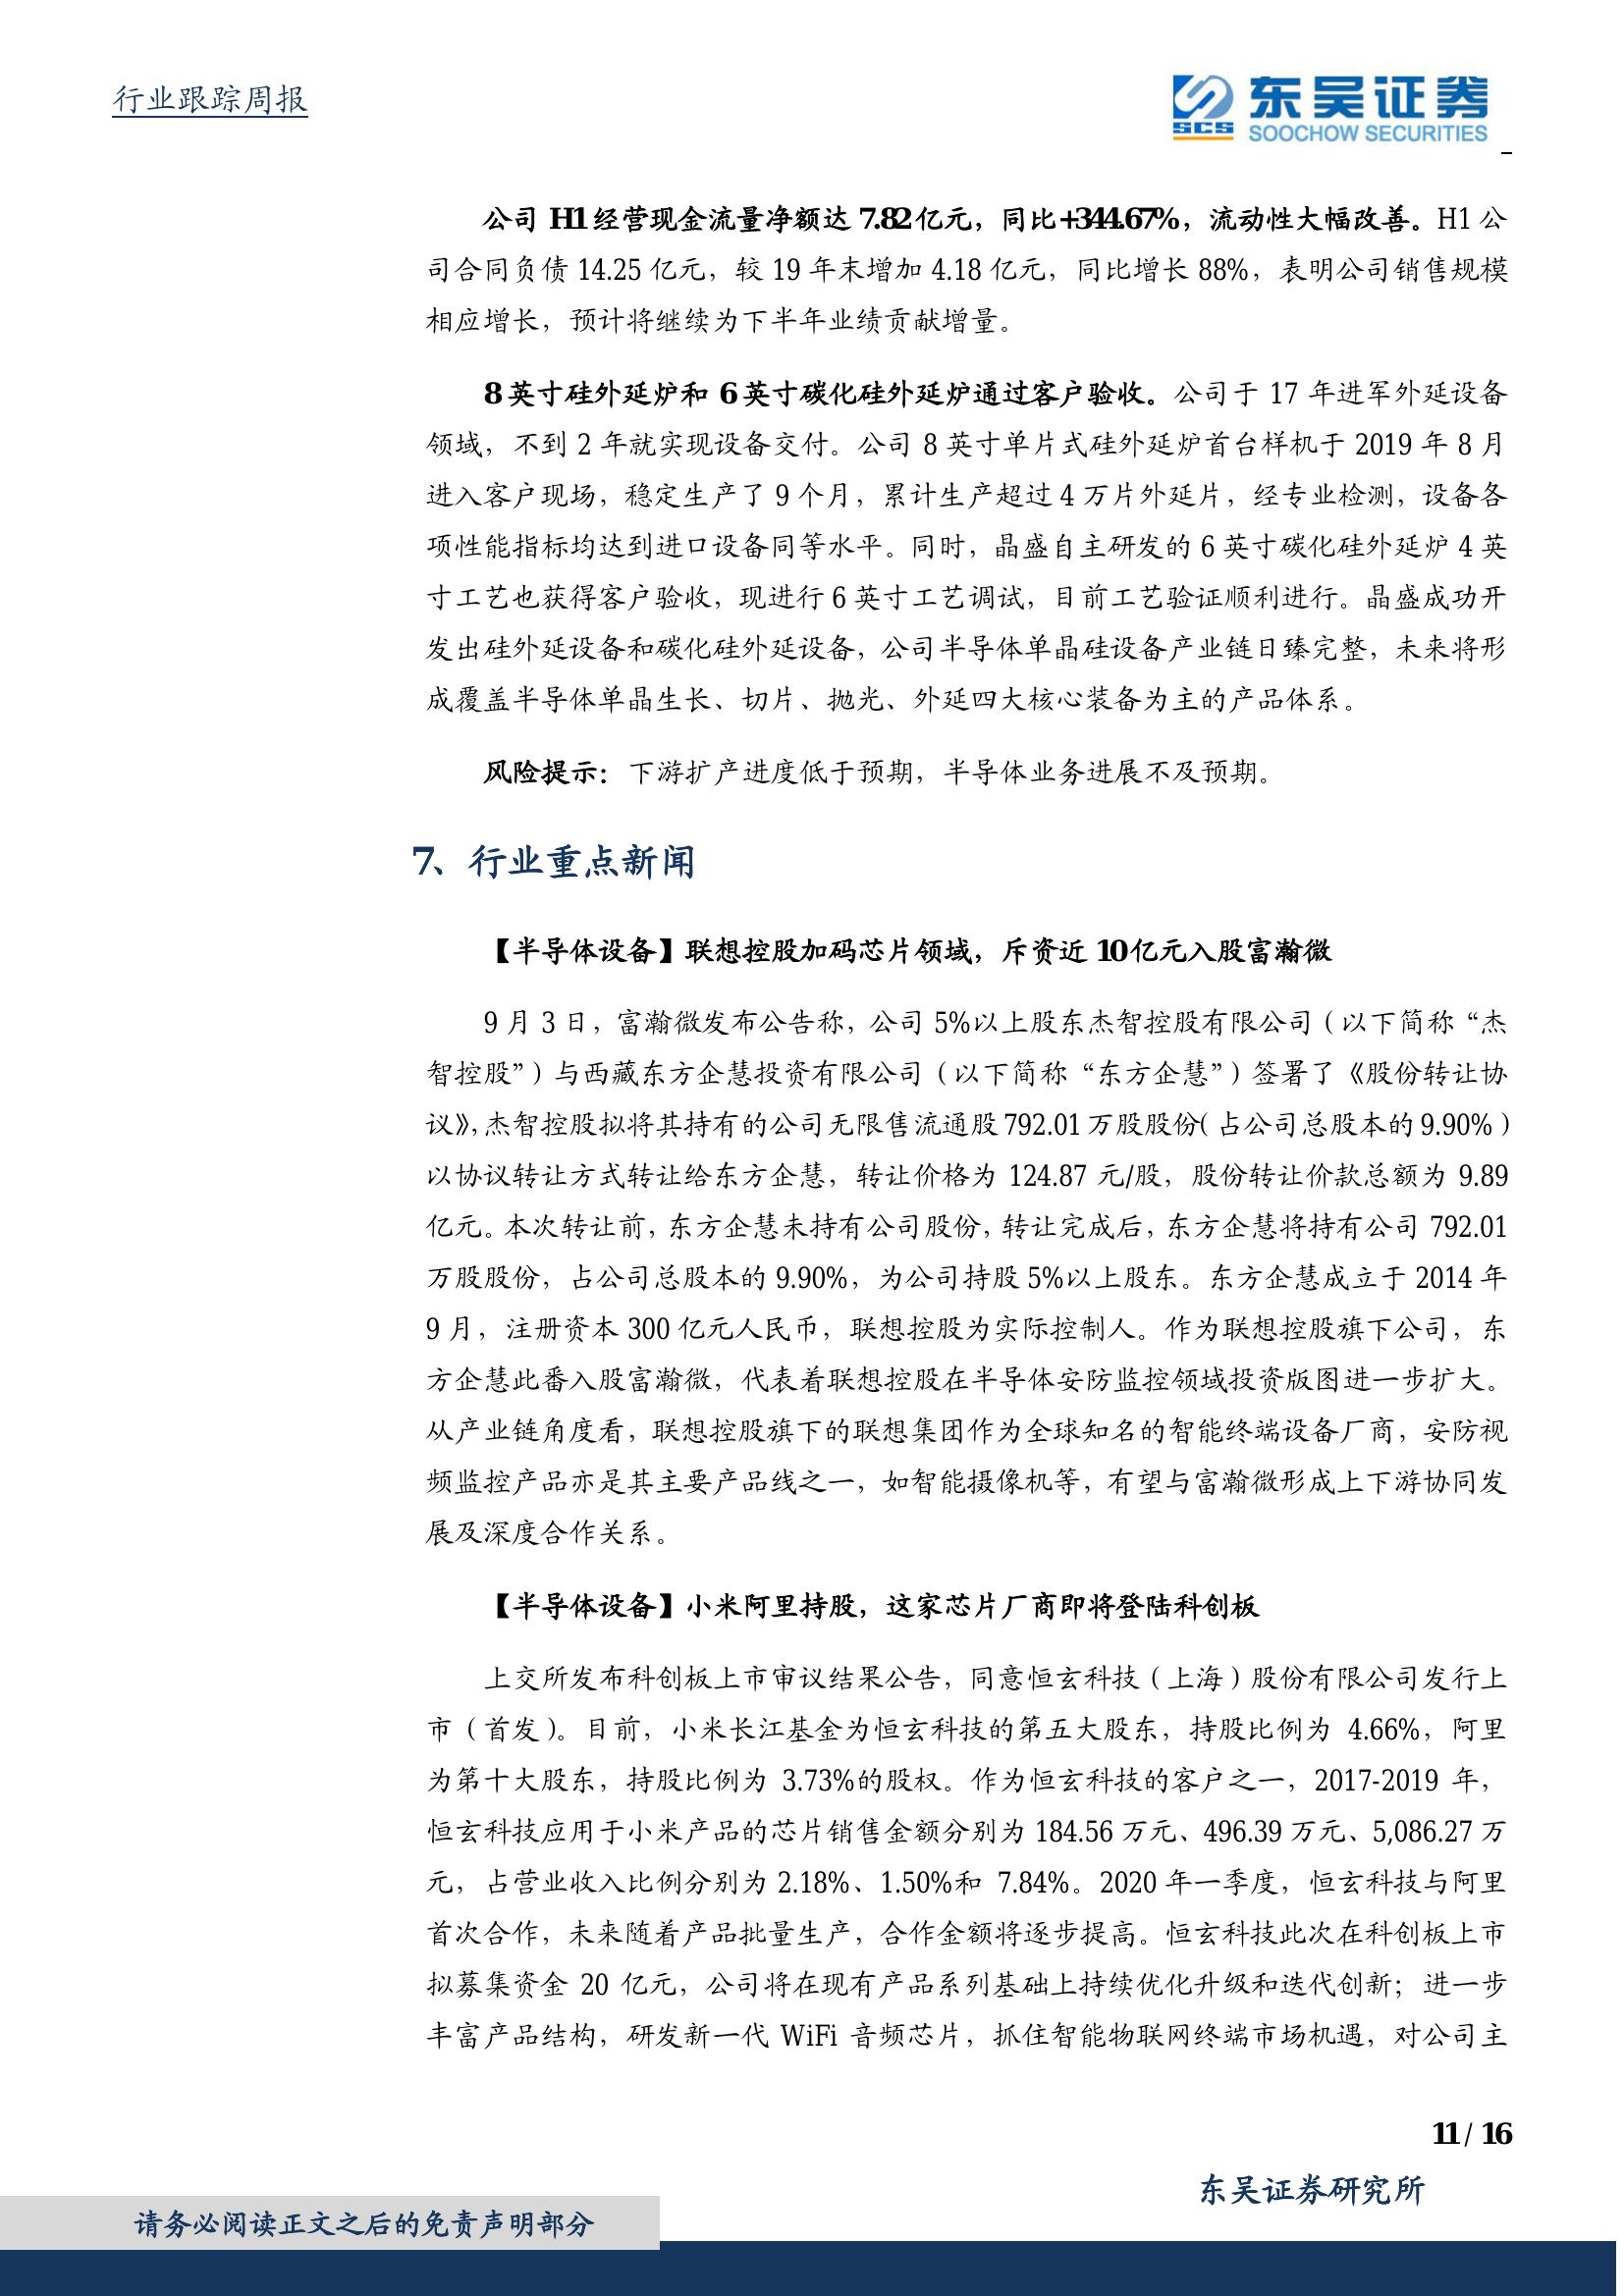 行业跟踪周报
SCS
东吴证券
SOOCHOW SECURITIES
公司 H1 经营现金流量净额达 7.82 亿元，同比+344.67%，流动性大幅改善。H1 公
司合同负债 14.25 亿元，较 19 年末增加 4.18 亿元，同比增长 88%，表明公司销售规模
相应增长，预计将继续为下半年业绩贡献增量。
8 英寸硅外延炉和 6 英寸碳化硅外延炉通过客户验收。公司于 17 年进军外延设备
领域，不到 2 年就实现设备交付。公司 8 英寸单片式硅外延炉首台样机于 2019 年 8 月
进入客户现场，稳定生产了 9 个月，累计生产超过 4 万片外延片，经专业检测，设备各
项性能指标均达到进口设备同等水平。同时，晶盛自主研发的 6 英寸碳化硅外延炉 4 英
寸工艺也获得客户验收，现进行 6 英寸工艺调试，目前工艺验证顺利进行。晶盛成功开
发出硅外延设备和碳化硅外延设备，公司半导体单晶硅设备产业链日臻完整，未来将形
成覆盖半导体单晶生长、切片、抛光、外延四大核心装备为主的产品体系。
风险提示：下游扩产进度低于预期，半导体业务进展不及预期。
7、行业重点新闻
【半导体设备】联想控股加码芯片领域，斥资近 10 亿元入股富瀚微
9 月 3 日，富瀚微发布公告称，公司 5%以上股东杰智控股有限公司（以下简称“杰
智控股”）与西藏东方企慧投资有限公司（以下简称“东方企慧”）签署了《股份转让协
议》，杰智控股拟将其持有的公司无限售流通股 792.01 万股股份（占公司总股本的 9.90%）
以协议转让方式转让给东方企慧，转让价格为 124.87 元/股，股份转让价款总额为 9.89
亿元。本次转让前，东方企慧未持有公司股份，转让完成后，东方企慧将持有公司 792.01
万股股份，占公司总股本的 9.90%，为公司持股 5%以上股东。东方企慧成立于 2014 年
9 月，注册资本 300 亿元人民币，联想控股为实际控制人。作为联想控股旗下公司，东
方企慧此番入股富瀚微，代表着联想控股在半导体安防监控领域投资版图进一步扩大。
从产业链角度看，联想控股旗下的联想集团作为全球知名的智能终端设备厂商，安防视
频监控产品亦是其主要产品线之一，如智能摄像机等，有望与富瀚微形成上下游协同发
展及深度合作关系。
【半导体设备】小米阿里持股，这家芯片厂商即将登陆科创板
上交所发布科创板上市审议结果公告，同意恒玄科技（上海）股份有限公司发行上
市（首发）。目前，小米长江基金为恒玄科技的第五大股东，持股比例为 4.66%，阿里
为第十大股东，持股比例为 3.73%的股权。作为恒玄科技的客户之一，2017-2019 年，
恒玄科技应用于小米产品的芯片销售金额分别为 184.56 万元、496.39 万元、5,086.27 万
元，占营业收入比例分别为 2.18%、1.50%和 7.84%。2020 年一季度，恒玄科技与阿里
首次合作，未来随着产品批量生产，合作金额将逐步提高。恒玄科技此次在科创板上市
拟募集资金 20 亿元，公司将在现有产品系列基础上持续优化升级和迭代创新；进一步
丰富产品结构，研发新一代 WiFi 音频芯片，抓住智能物联网终端市场机遇，对公司主
11 / 16
东吴证券研究所
请务必阅读正文之后的免责声明部分